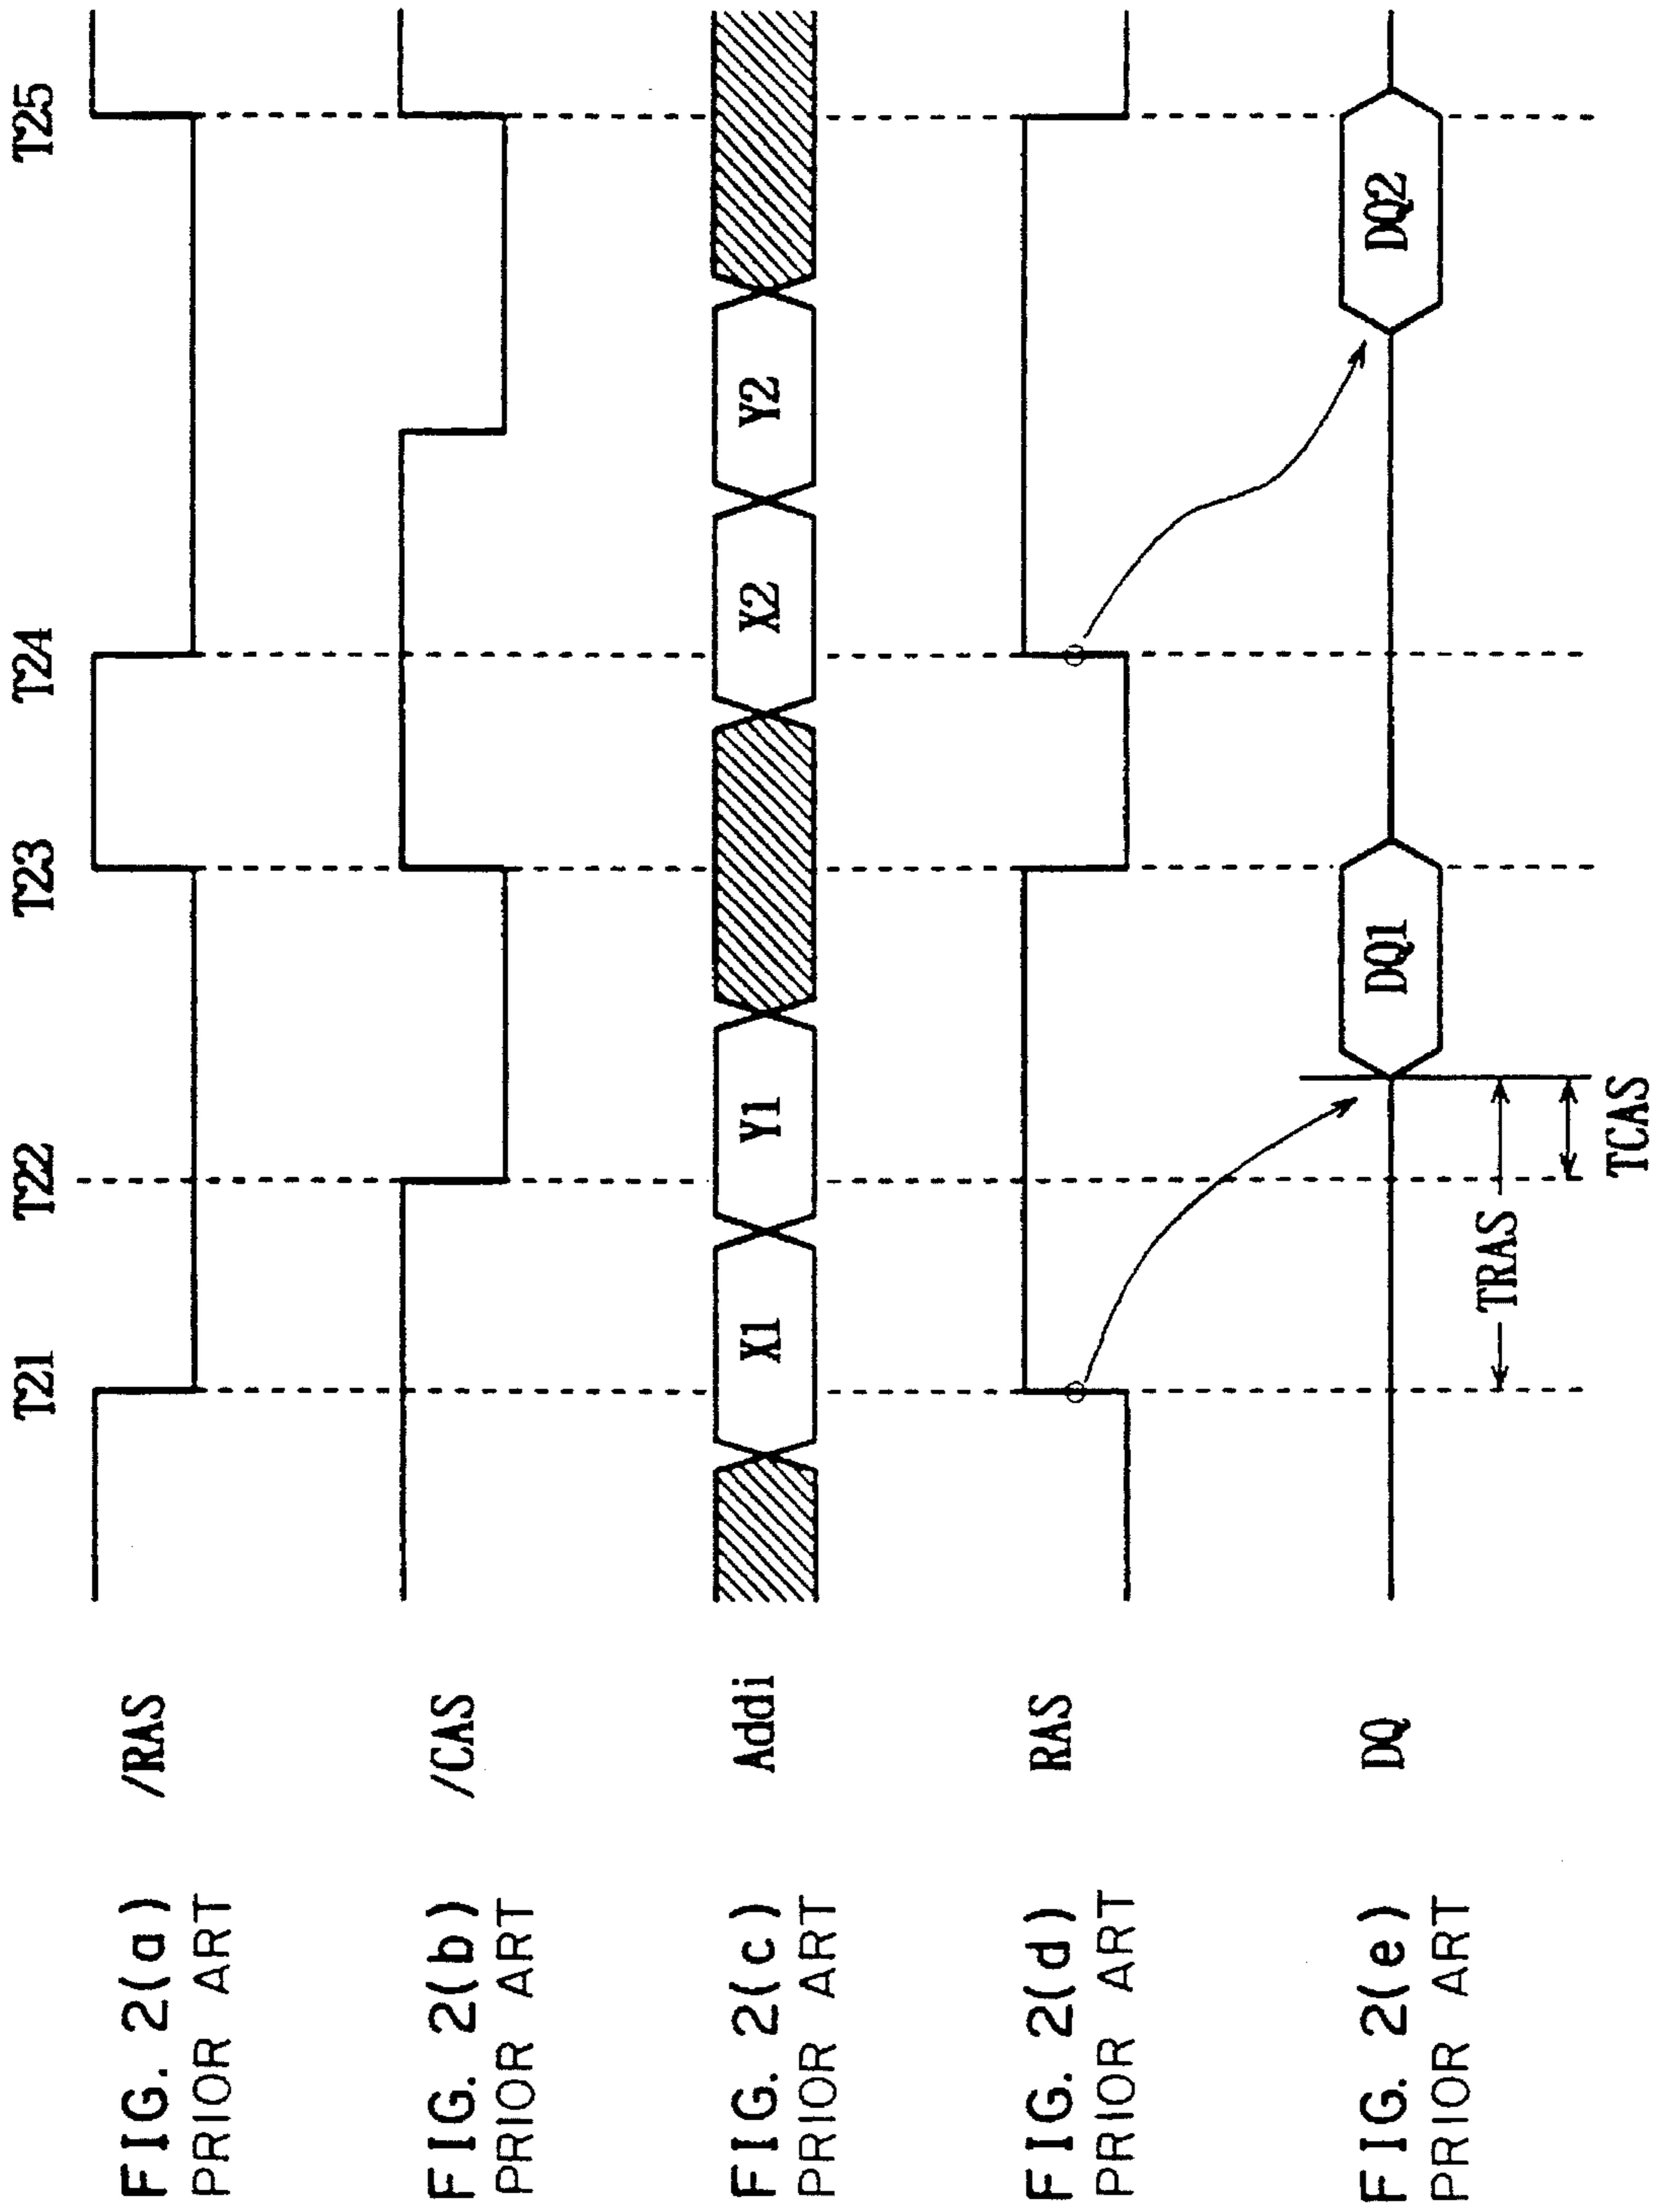 T21 T22 T23 T24 T25
FIG. 2(a) /RAS
PRIOR ART
FIG. 2(b) /CAS
PRIOR ART
FIG. 2(c) Addi X1 Y1 X2 Y2
PRIOR ART
FIG. 2(d) RAS
PRIOR ART
FIG. 2(e) DQ DQ1 DQ2
PRIOR ART
TRAS
TCAS